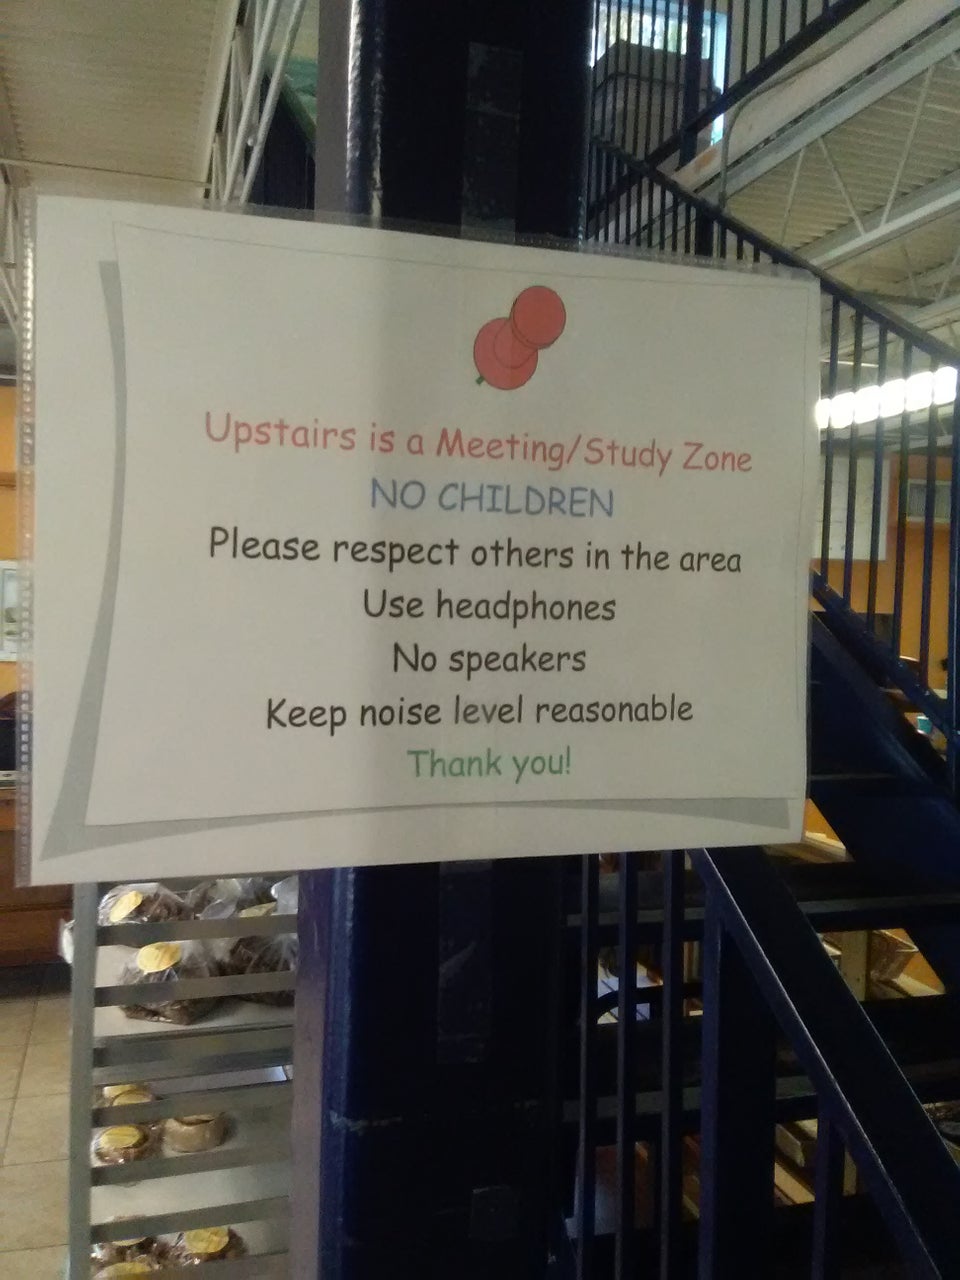 Upstairs is a Meeting/Study Zone
NO CHILDREN
Please respect others in the area
Use headphones
No speakers
Keep noise level reasonable
Thank you!